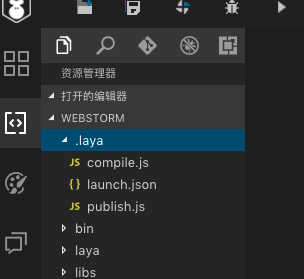 资源管理器
打开的编辑器
WEBSTORM
.laya
JS compile.js
{ } launch.json
JS publish.js
bin
laya
libs